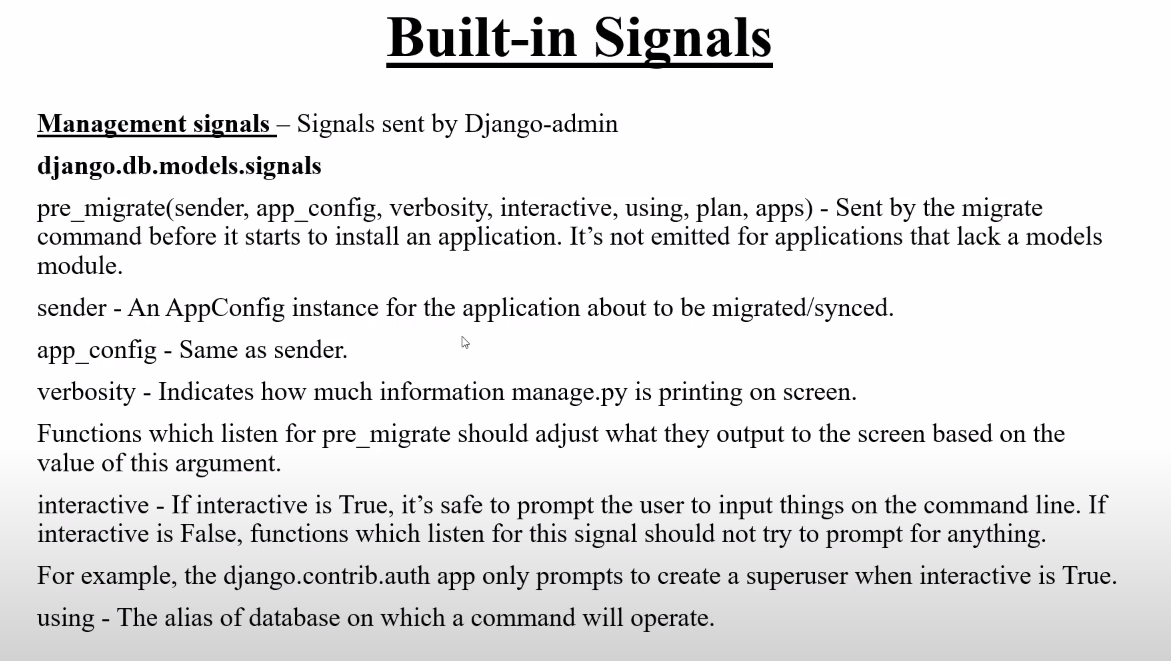 Built-in Signals
Management signals – Signals sent by Django-admin
django.db.models.signals
pre_migrate(sender, app_config, verbosity, interactive, using, plan, apps) - Sent by the migrate
command before it starts to install an application. It’s not emitted for applications that lack a models
module.
sender - An AppConfig instance for the application about to be migrated/synced.
app_config - Same as sender.
verbosity - Indicates how much information manage.py is printing on screen.
Functions which listen for pre_migrate should adjust what they output to the screen based on the
value of this argument.
interactive - If interactive is True, it’s safe to prompt the user to input things on the command line. If
interactive is False, functions which listen for this signal should not try to prompt for anything.
For example, the django.contrib.auth app only prompts to create a superuser when interactive is True.
using - The alias of database on which a command will operate.